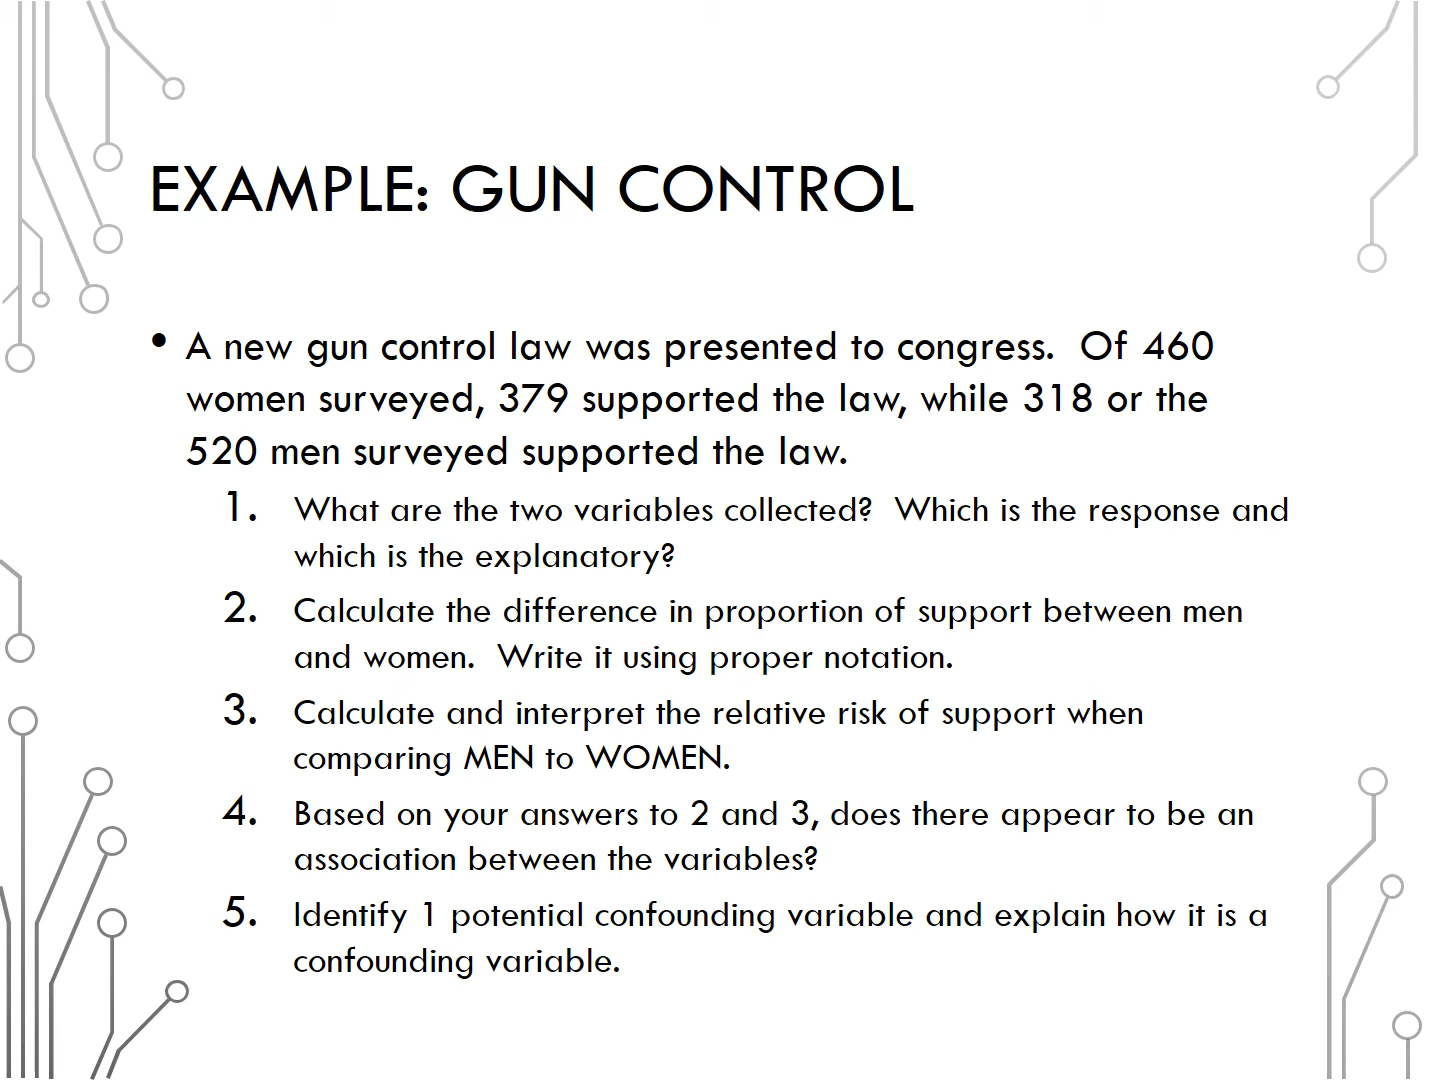 EXAMPLE: GUN CONTROL
• A new gun control law was presented to congress.  Of 460
women surveyed, 379 supported the law, while 318 or the
520 men surveyed supported the law.
1. What are the two variables collected?  Which is the response and
which is the explanatory?
2. Calculate the difference in proportion of support between men
and women.  Write it using proper notation.
3. Calculate and interpret the relative risk of support when
comparing MEN to WOMEN.
4. Based on your answers to 2 and 3, does there appear to be an
association between the variables?
5. Identify 1 potential confounding variable and explain how it is a
confounding variable.